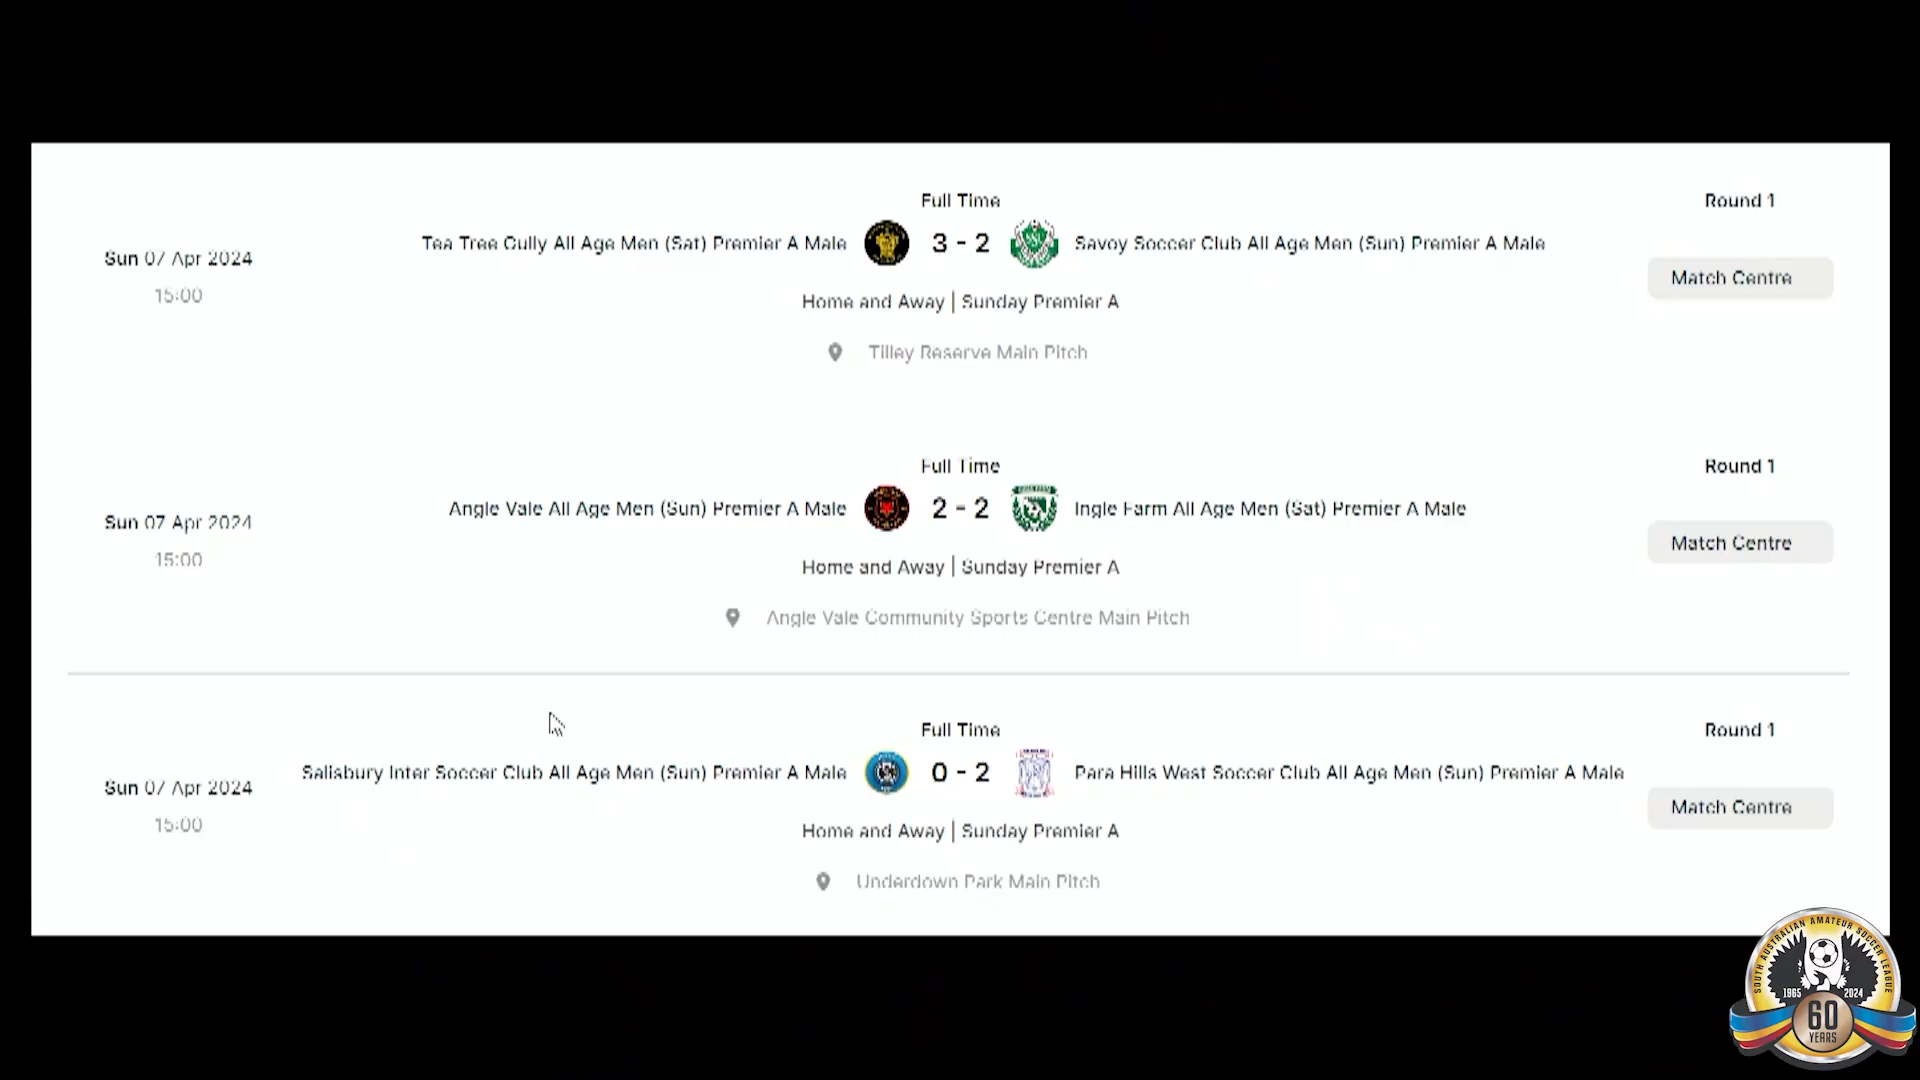 Full Time
Round 1
Tea Tree Gully All Age Men (Sat) Premier A Male
3 - 2
Savoy Soccer Club All Age Men (Sun) Premier A Male
Sun 07 Apr 2024
15:00
Match Centre
Home and Away | Sunday Premier A
Tilley Reserve Main Pitch
Full Time
Round 1
Angle Vale All Age Men (Sun) Premier A Male
2 - 2
Ingle Farm All Age Men (Sat) Premier A Male
Sun 07 Apr 2024
15:00
Match Centre
Home and Away | Sunday Premier A
Angle Vale Community Sports Centre Main Pitch
Full Time
Round 1
Salisbury Inter Soccer Club All Age Men (Sun) Premier A Male
0 - 2
Para Hills West Soccer Club All Age Men (Sun) Premier A Male
Sun 07 Apr 2024
15:00
Match Centre
Home and Away | Sunday Premier A
Underdown Park Main Pitch
SOUTH AUSTRALIAN AMATEUR SOCCER LEAGUE
1965 2024
60
YEARS